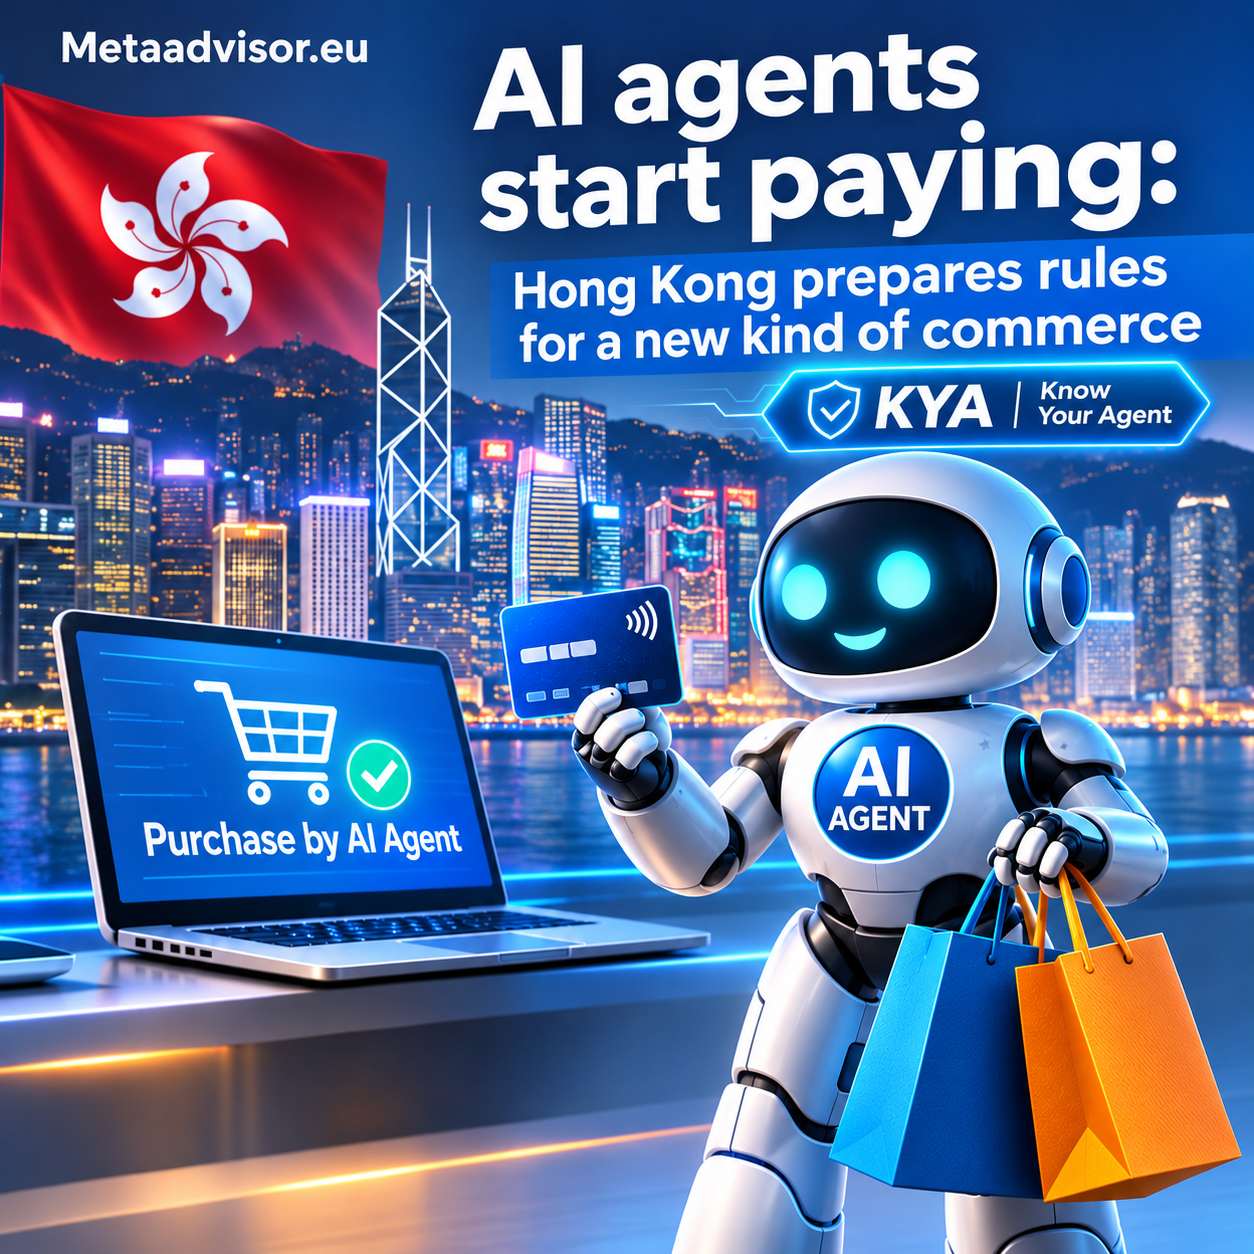 Metaadvisor.eu
AI agents
start paying:
Hong Kong prepares rules
for a new kind of commerce
KYA
Know
Your Agent
Purchase by AI Agent
AI
AGENT